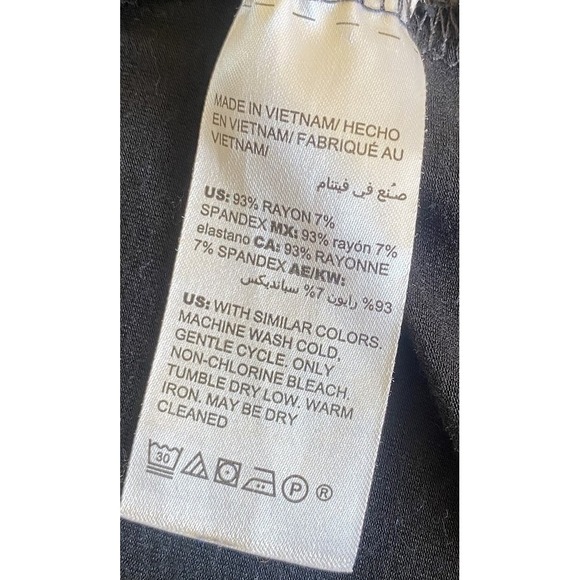 MADE IN VIETNAM/ HECHO
EN VIETNAM/ FABRIQUÉ AU
VIETNAM/
صُنع في فيتنام
US: 93% RAYON 7%
SPANDEX MX: 93% rayón 7%
elastano CA: 93% RAYONNE
7% SPANDEX AE/KW:
93% رايون 7% سبانديكس
US: WITH SIMILAR COLORS.
MACHINE WASH COLD,
GENTLE CYCLE. ONLY
NON-CHLORINE BLEACH.
TUMBLE DRY LOW. WARM
IRON. MAY BE DRY
CLEANED
30 P ®